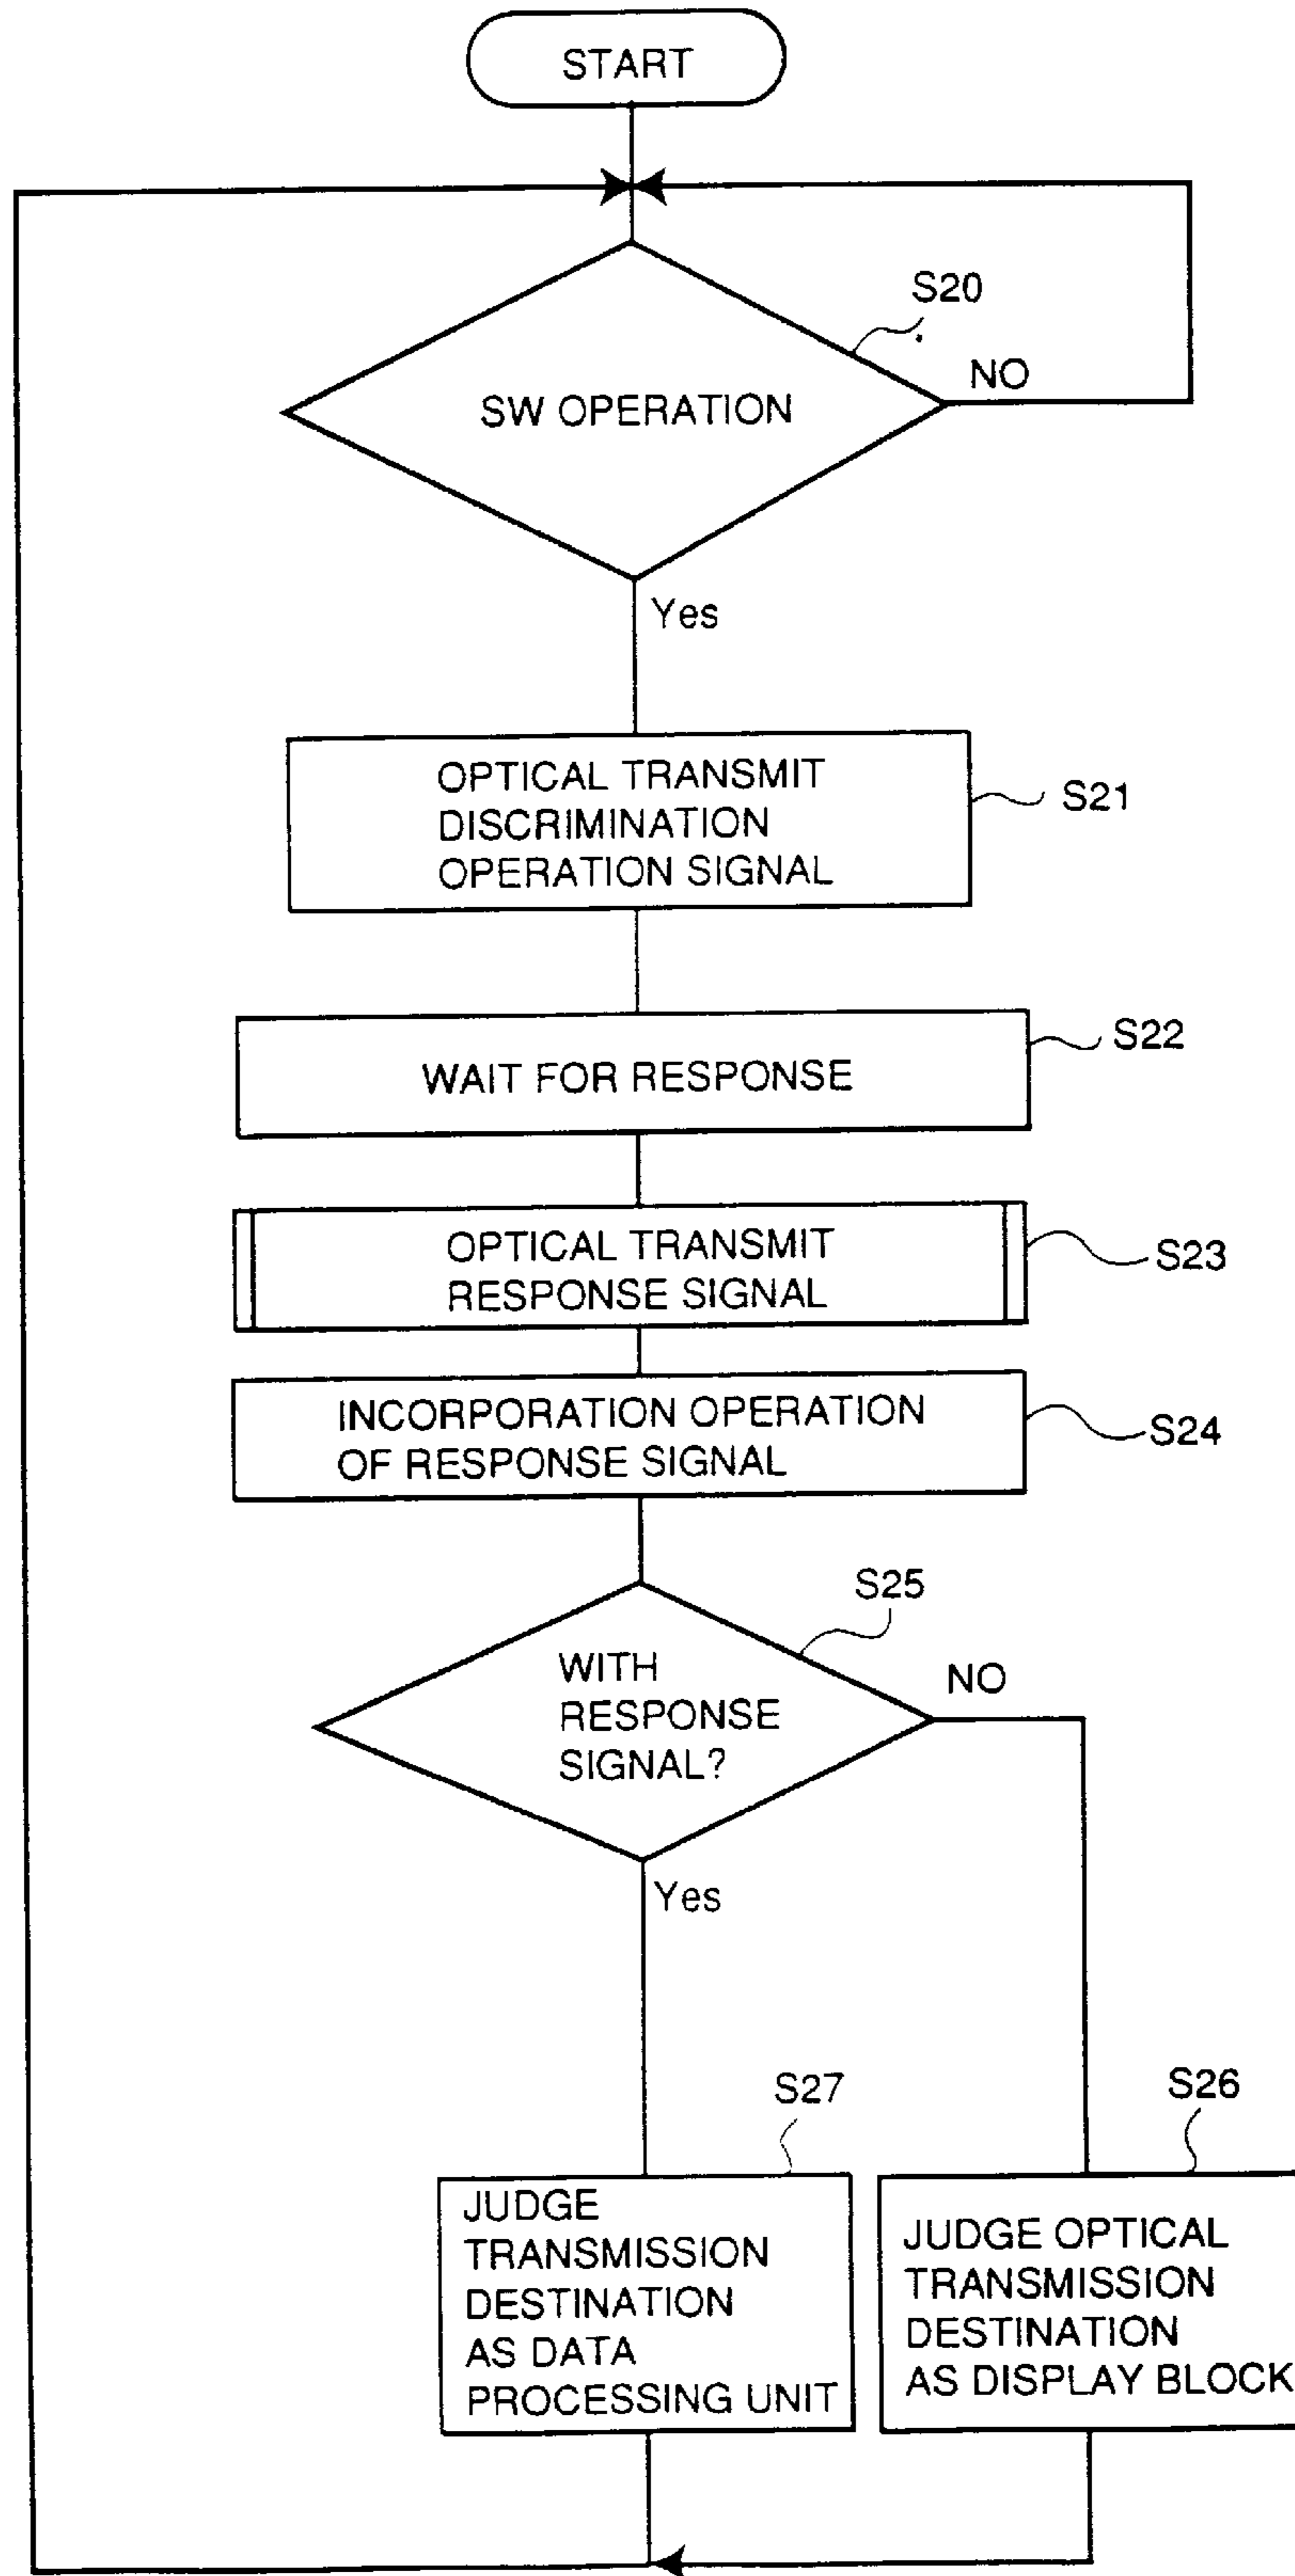 START
S20
NO
SW OPERATION
Yes
OPTICAL TRANSMIT
DISCRIMINATION
OPERATION SIGNAL
S21
S22
WAIT FOR RESPONSE
OPTICAL TRANSMIT
RESPONSE SIGNAL
S23
INCORPORATION OPERATION
OF RESPONSE SIGNAL
S24
S25
WITH
RESPONSE
SIGNAL?
NO
Yes
S27
S26
JUDGE
TRANSMISSION
DESTINATION
AS DATA
PROCESSING UNIT
JUDGE OPTICAL
TRANSMISSION
DESTINATION
AS DISPLAY BLOCK